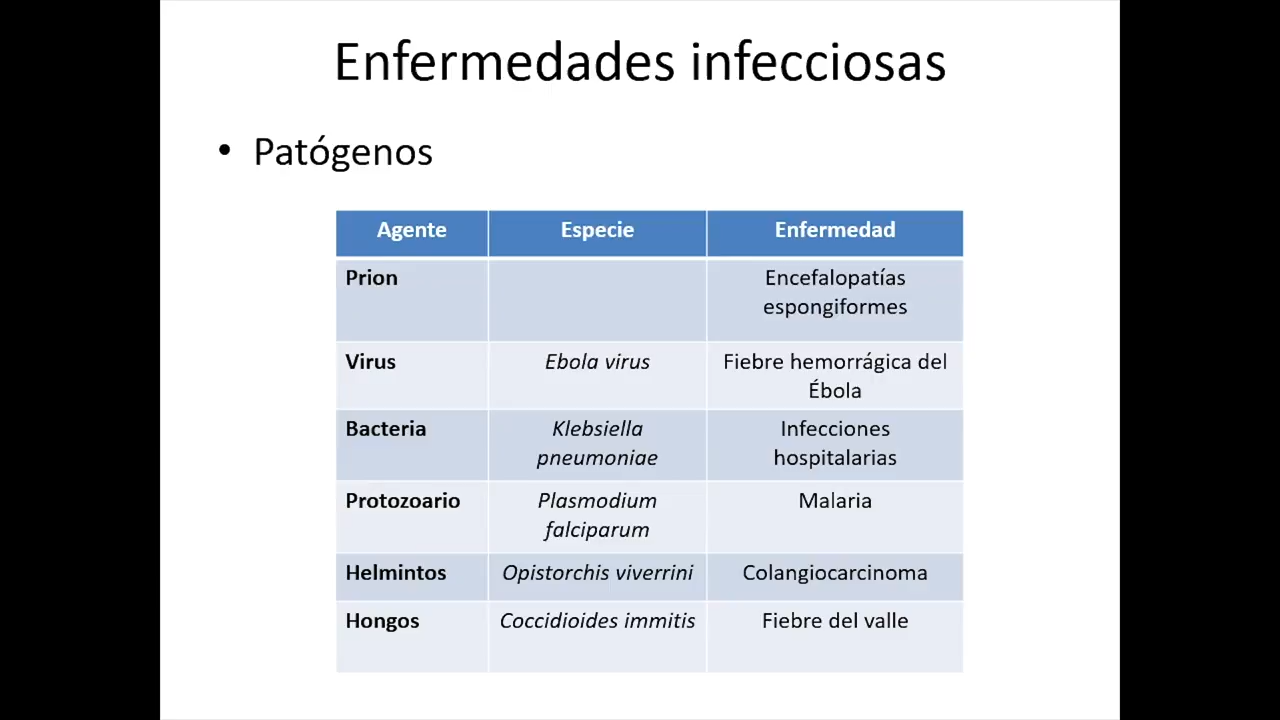 Enfermedades infecciosas
• Patógenos
Agente Especie Enfermedad
Prion Encefalopatías
espongiformes
Virus Ebola virus Fiebre hemorrágica del
Ébola
Bacteria Klebsiella Infecciones
pneumoniae hospitalarias
Protozoario Plasmodium Malaria
falciparum
Helmintos Opistorchis viverrini Colangiocarcinoma
Hongos Coccidioides immitis Fiebre del valle